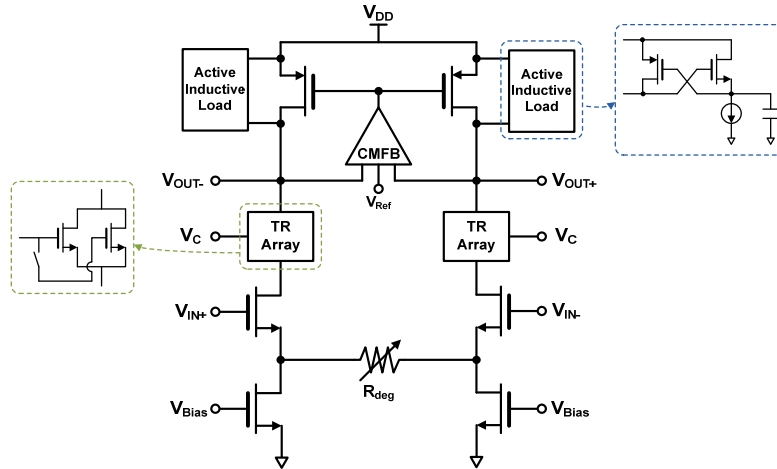 VDD
Active
Inductive
Load
Active
Inductive
Load
CMFB
VOUT-
VRef
VOUT+
VC
TR
Array
TR
Array
VC
VIN+
VIN-
Rdeg
VBias
VBias